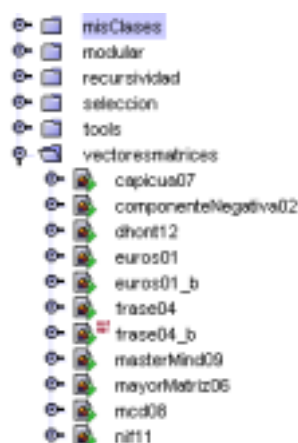 misClases
modular
recursividad
seleccion
tools
vectoresmatrices
capicua07
componenteNegativa02
dhont12
euros01
euros01_b
frase04
frase04_b
masterMind09
mayorMatriz06
mcd08
nif11